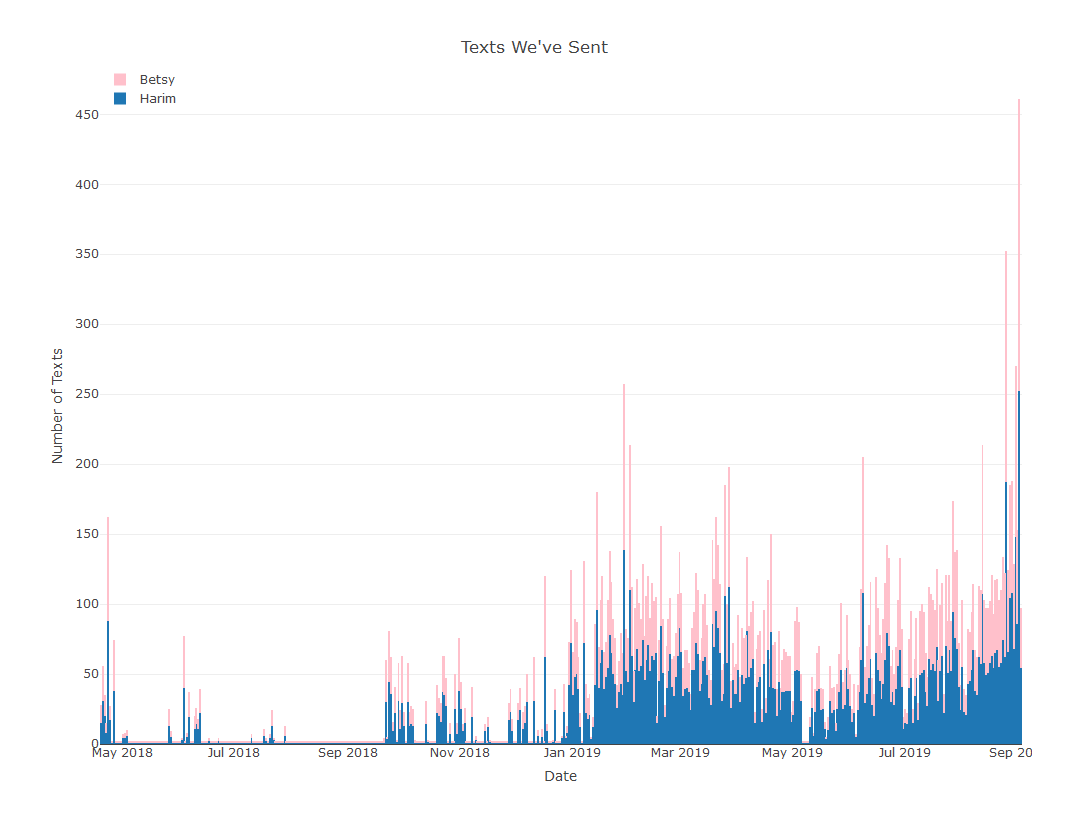 Texts We've Sent
Betsy
Harim
450
400
350
300
250
200
150
100
50
0
Number of Texts
May 2018
Jul 2018
Sep 2018
Nov 2018
Jan 2019
Mar 2019
May 2019
Jul 2019
Sep 20
Date